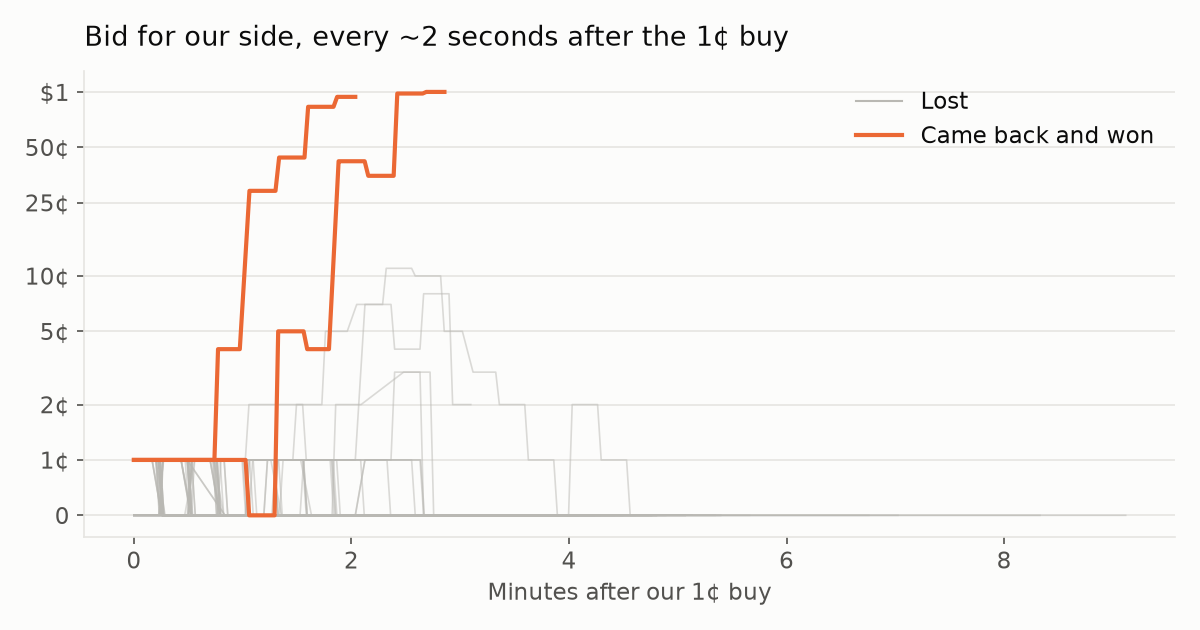 Bid for our side, every ~2 seconds after the 1¢ buy
$1
50¢
25¢
10¢
5¢
2¢
1¢
0
Lost
Came back and won
0 2 4 6 8
Minutes after our 1¢ buy